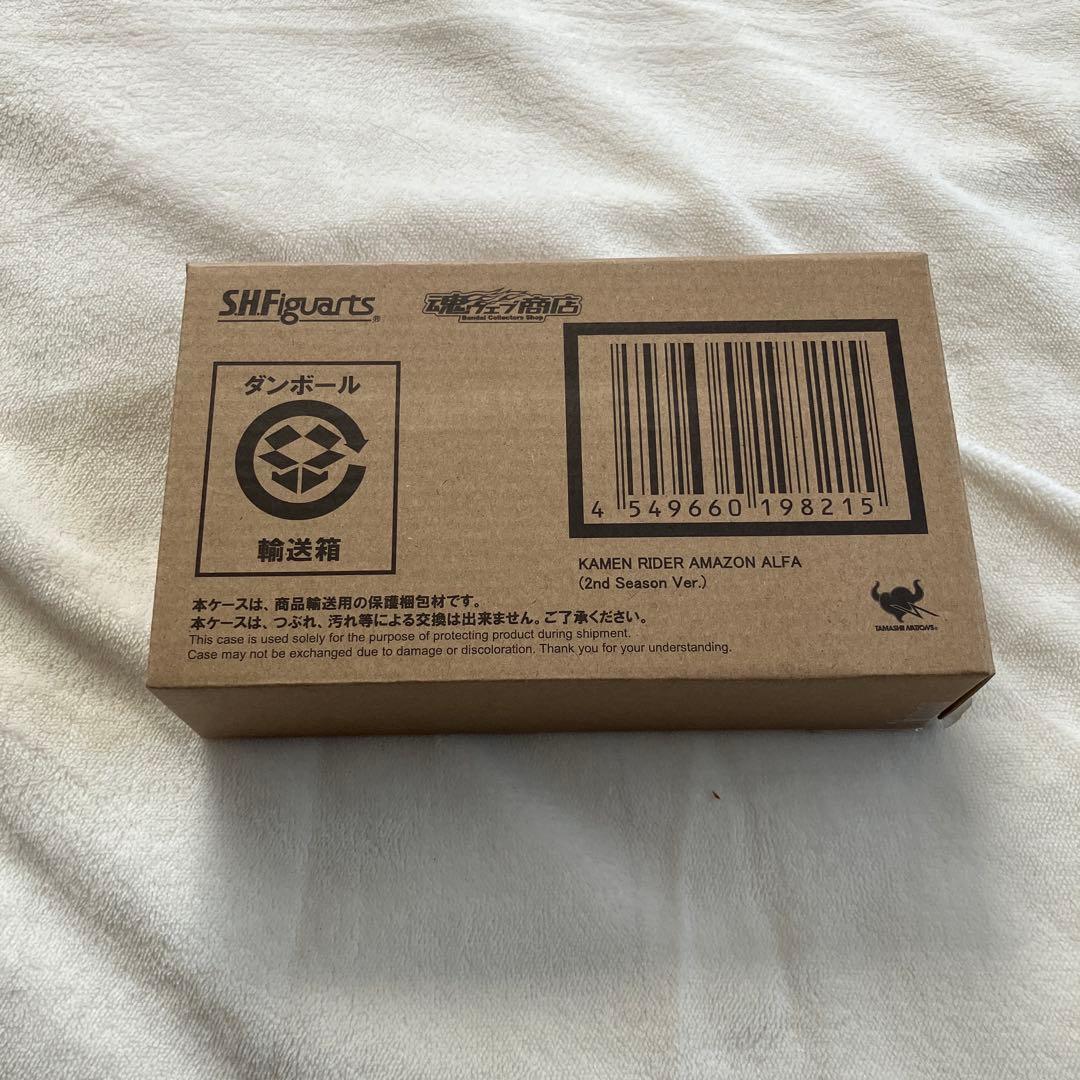 S.H.Figuarts®
魂ウェブ商店
Bandai Collectors Shop
ダンボール
輸送箱
4 549660 198215
KAMEN RIDER AMAZON ALFA
(2nd Season Ver.)
本ケースは、商品輸送用の保護梱包材です。
本ケースは、つぶれ、汚れ等による交換は出来ません。ご了承ください。
This case is used solely for the purpose of protecting product during shipment.
Case may not be exchanged due to damage or discoloration. Thank you for your understanding.
TAMASHII NATIONS®